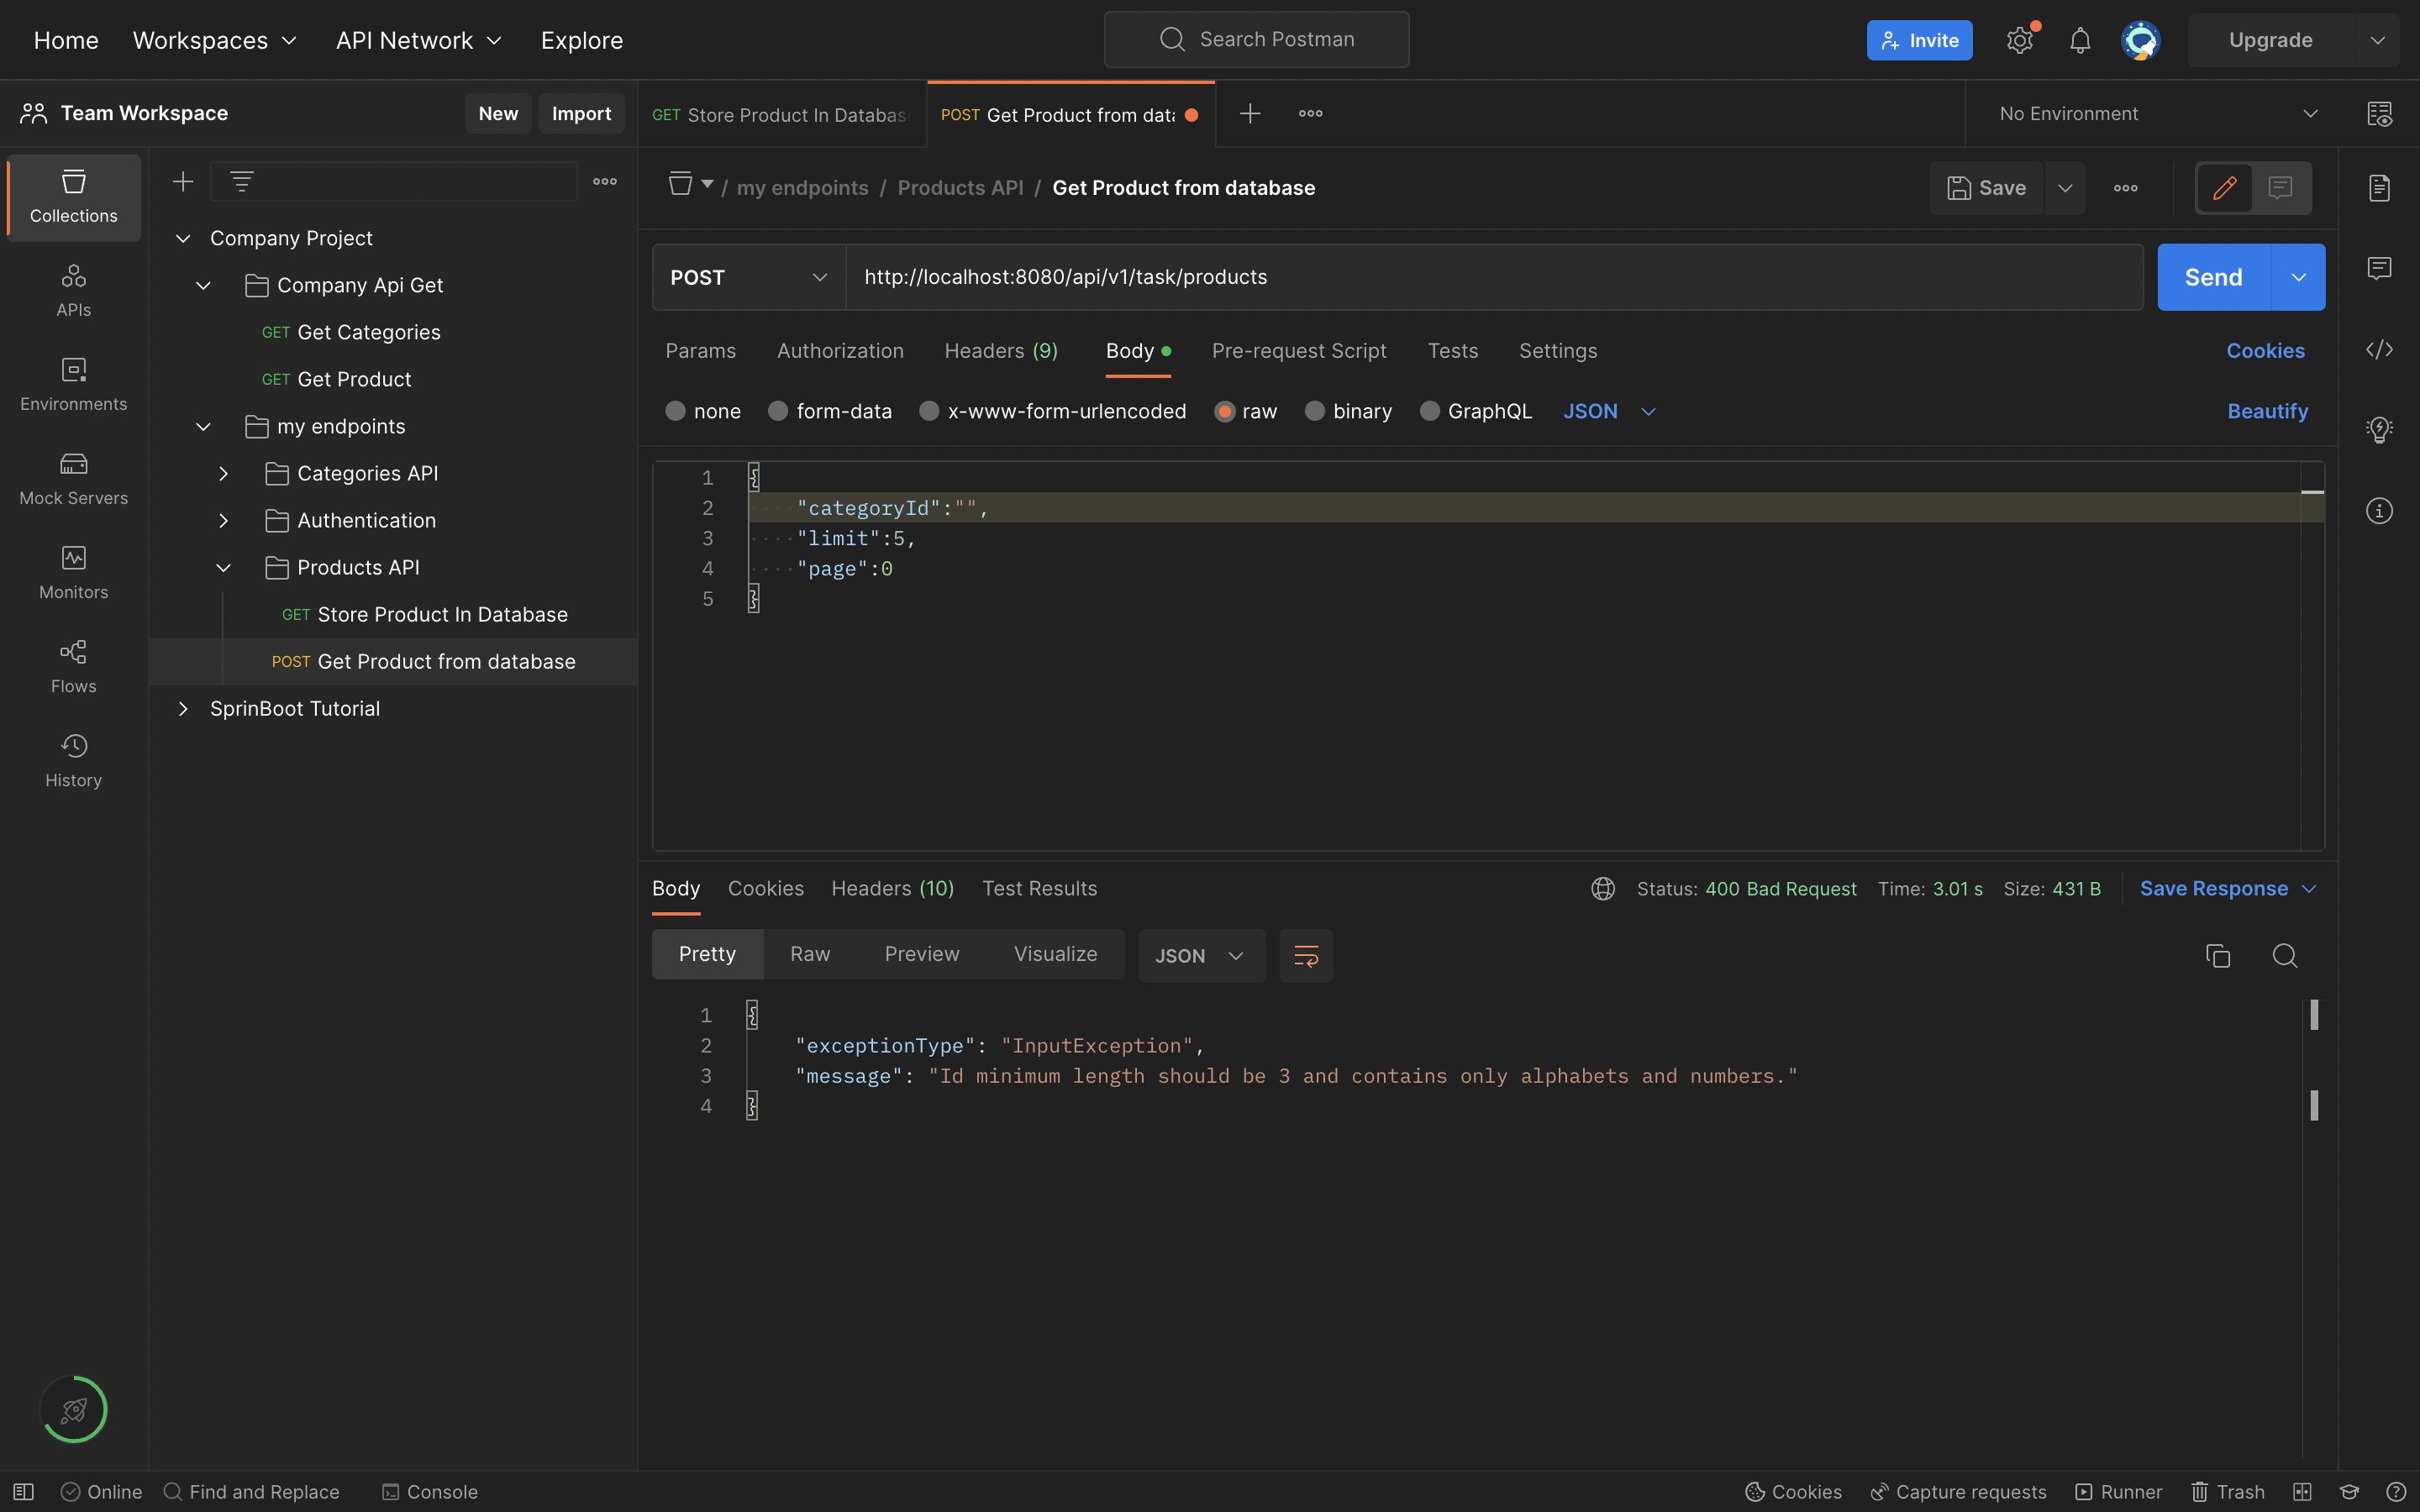 Home Workspaces API Network Explore Search Postman Invite Upgrade
Team Workspace New Import
GET Store Product In Databas POST Get Product from data No Environment
Collections
APIs
Environments
Mock Servers
Monitors
Flows
History
Company Project
Company Api Get
GET Get Categories
GET Get Product
my endpoints
Categories API
Authentication
Products API
GET Store Product In Database
POST Get Product from database
SprinBoot Tutorial
/ my endpoints / Products API / Get Product from database Save
POST http://localhost:8080/api/v1/task/products Send
Params Authorization Headers (9) Body Pre-request Script Tests Settings Cookies
none form-data x-www-form-urlencoded raw binary GraphQL JSON Beautify
1 {
2 "categoryId":"",
3 "limit":5,
4 "page":0
5 }
Body Cookies Headers (10) Test Results Status: 400 Bad Request Time: 3.01 s Size: 431 B Save Response
Pretty Raw Preview Visualize JSON
1 {
2 "exceptionType": "InputException",
3 "message": "Id minimum length should be 3 and contains only alphabets and numbers."
4 }
Online Find and Replace Console Cookies Capture requests Runner Trash